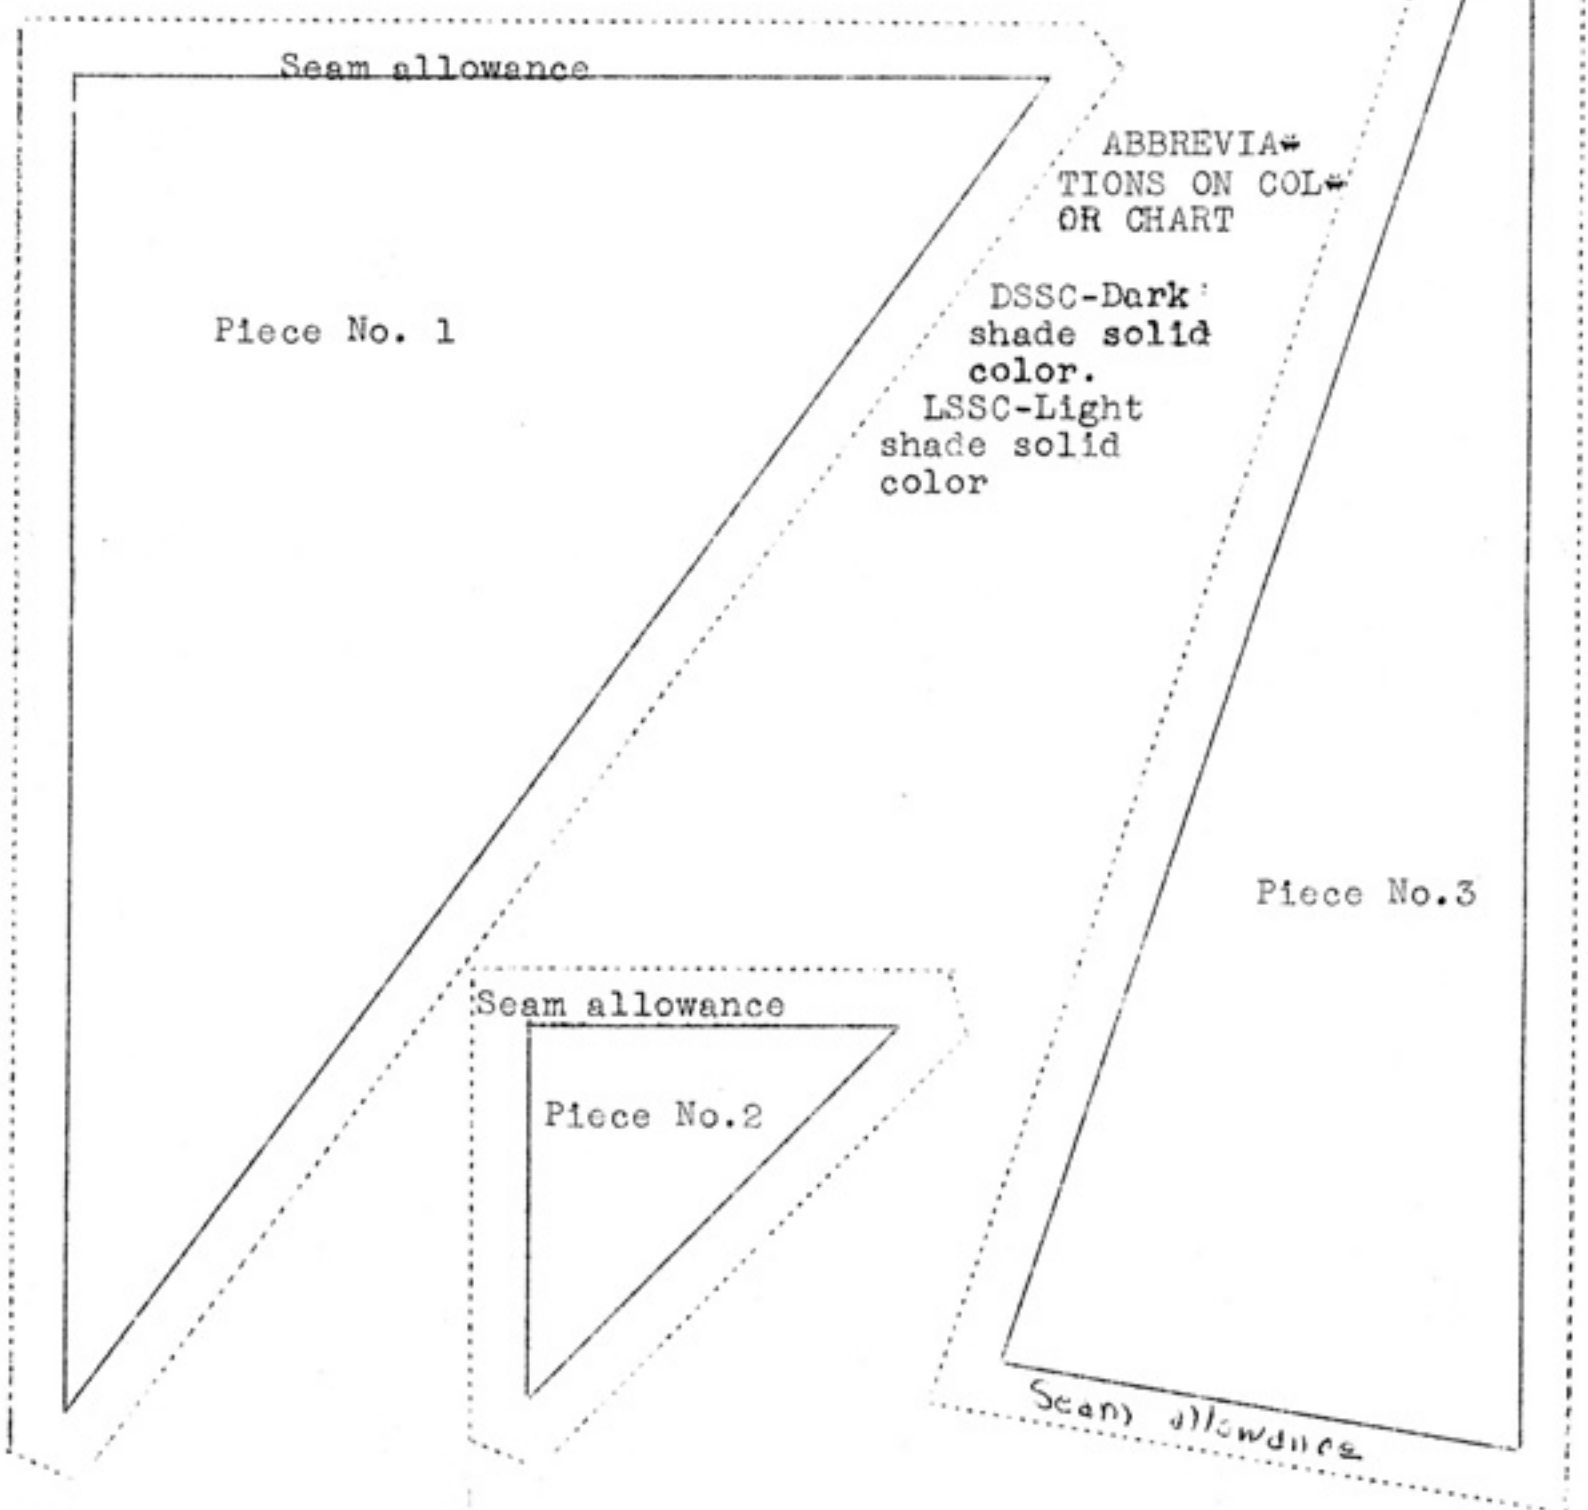 Seam allowance
Piece No. 1
ABBREVIA-
TIONS ON COL-
OR CHART
DSSC-Dark
shade solid
color.
LSSC-Light
shade solid
color
Piece No.3
Seam allowance
Piece No.2
Seam allowance